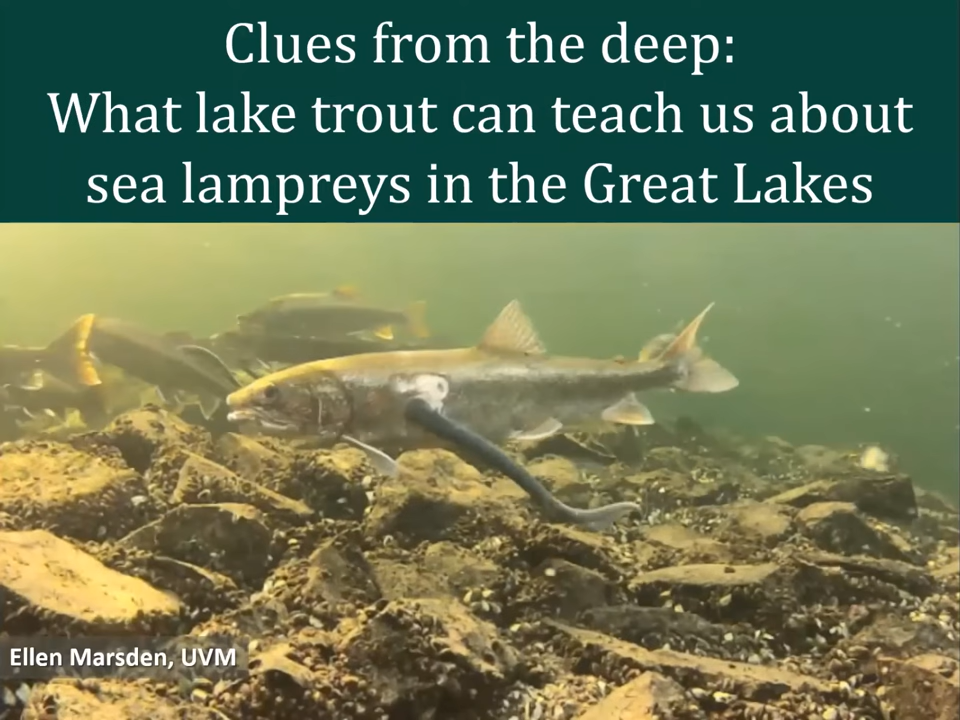 Clues from the deep:
What lake trout can teach us about
sea lampreys in the Great Lakes
Ellen Marsden, UVM